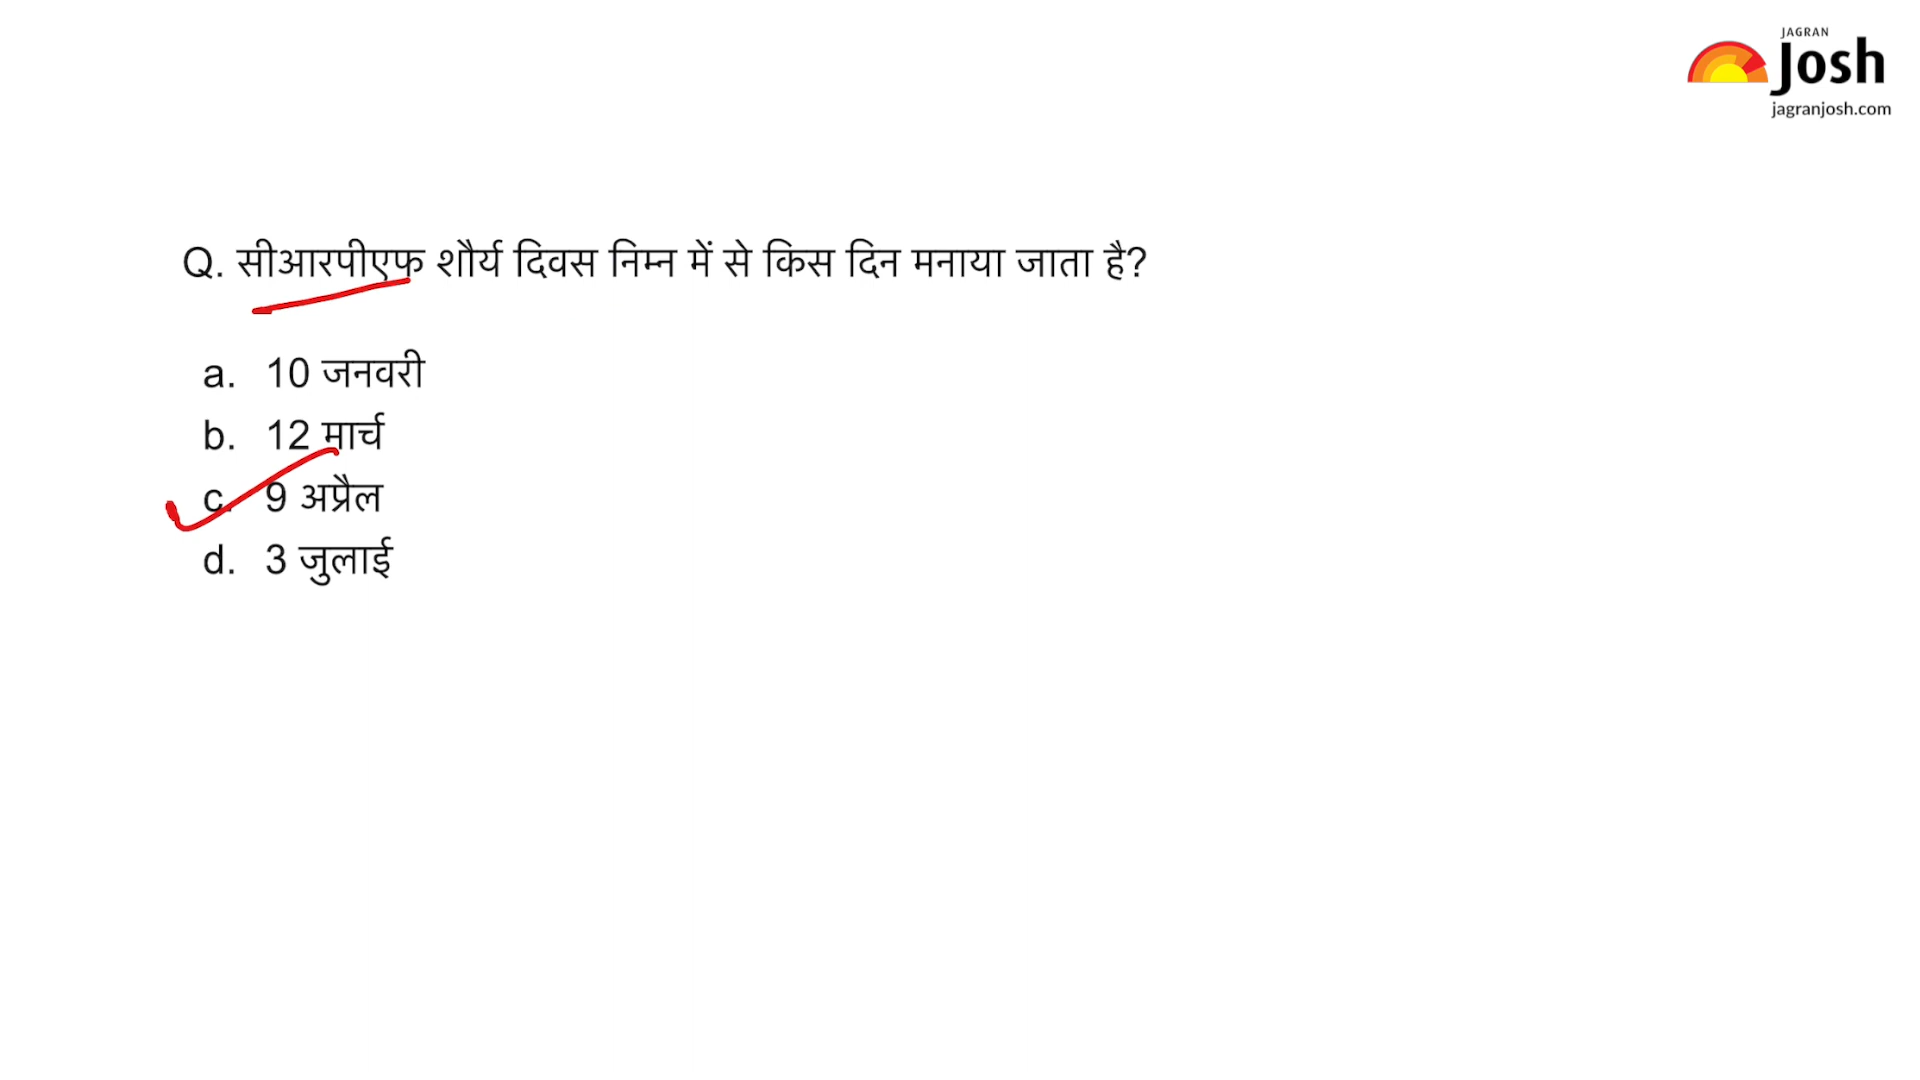 JAGRAN
Josh
jagranjosh.com
Q. सीआरपीएफ शौर्य दिवस निम्न में से किस दिन मनाया जाता है?
a. 10 जनवरी
b. 12 मार्च
c. 9 अप्रैल
d. 3 जुलाई